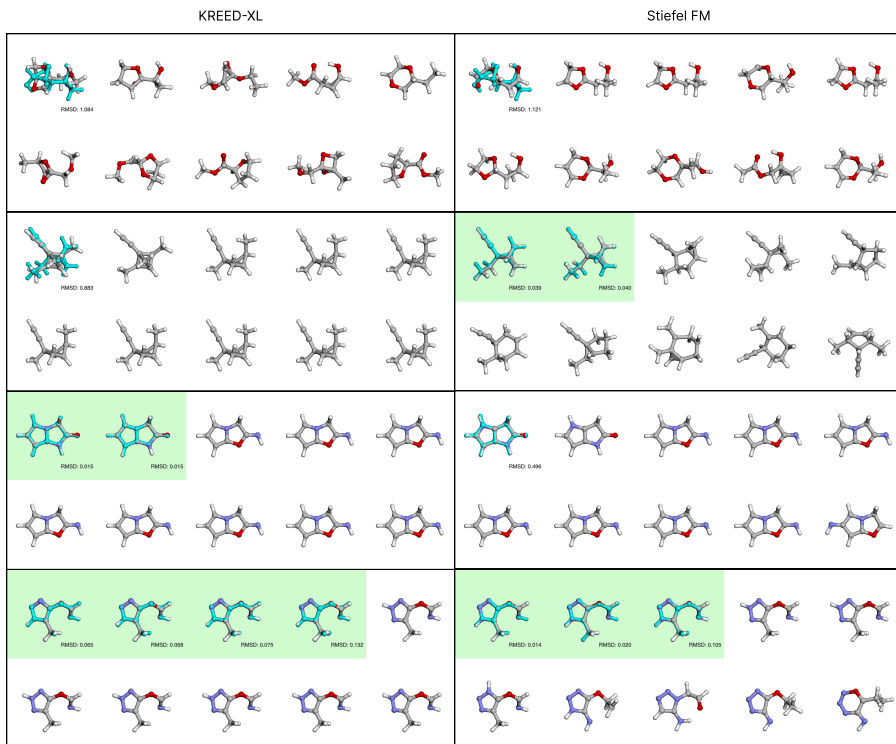 KREED-XL
Stiefel FM
RMSD: 1.084
RMSD: 1.121
RMSD: 0.883
RMSD: 0.039
RMSD: 0.040
RMSD: 0.015
RMSD: 0.015
RMSD: 0.496
RMSD: 0.065
RMSD: 0.068
RMSD: 0.075
RMSD: 0.132
RMSD: 0.014
RMSD: 0.020
RMSD: 0.105